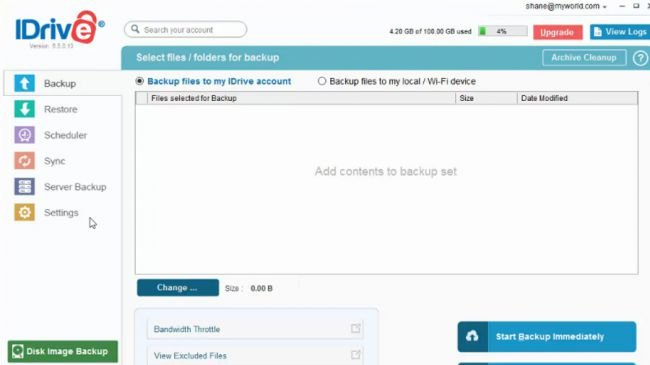 shane@myworld.com
IDrive®
Version 6.5.0.13
Search your account
4.20 GB of 100.00 GB used
4%
Upgrade
View Logs
Select files / folders for backup
Archive Cleanup
?
Backup
Restore
Scheduler
Sync
Server Backup
Settings
Disk Image Backup
Backup files to my IDrive account
Backup files to my local / Wi-Fi device
Files selected for Backup
Size
Date Modified
Add contents to backup set
Change ...
Size : 0.00 B
Bandwidth Throttle
View Excluded Files
Start Backup Immediately